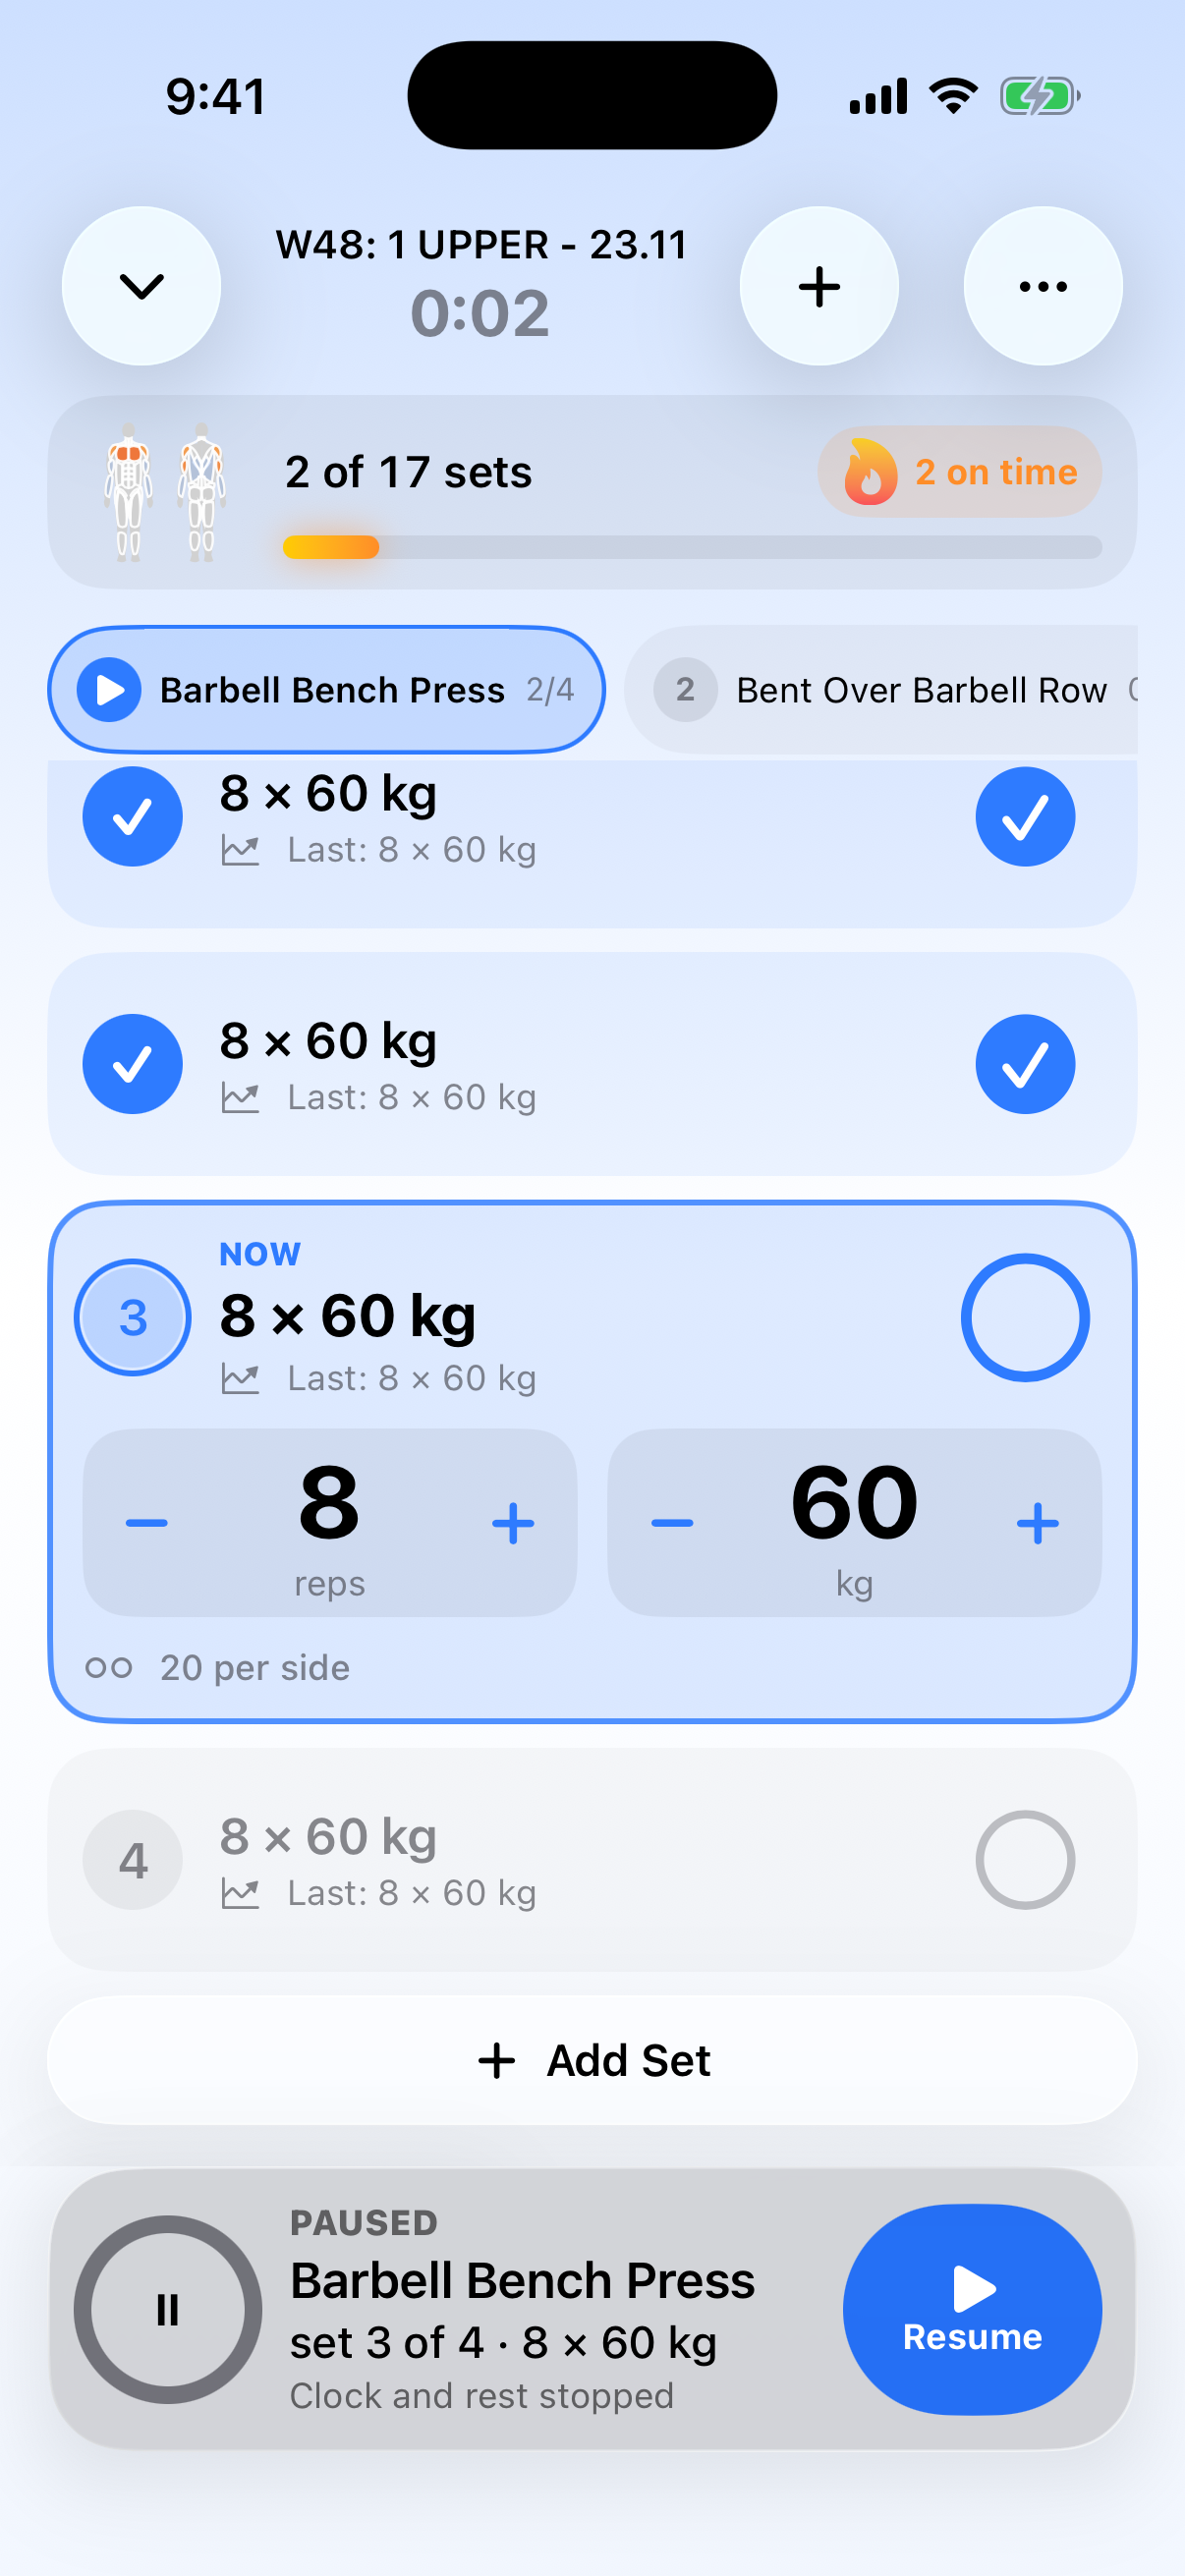 9:41
W48: 1 UPPER - 23.11
0:02
2 of 17 sets
2 on time
Barbell Bench Press 2/4
2 Bent Over Barbell Row
8 × 60 kg
Last: 8 × 60 kg
8 × 60 kg
Last: 8 × 60 kg
NOW
3
8 × 60 kg
Last: 8 × 60 kg
8
reps
60
kg
20 per side
4
8 × 60 kg
Last: 8 × 60 kg
Add Set
PAUSED
Barbell Bench Press
set 3 of 4 · 8 × 60 kg
Clock and rest stopped
Resume